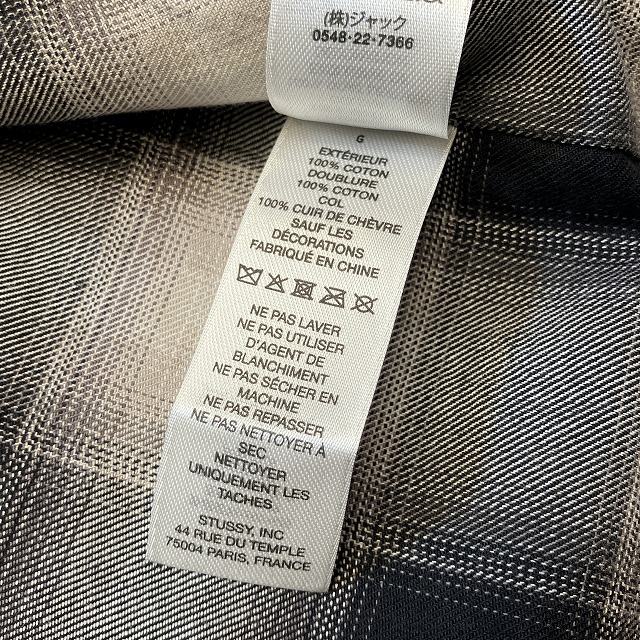 (株)ジャック
0548-22-7366
G
EXTÉRIEUR
100% COTON
DOUBLURE
100% COTON
COL
100% CUIR DE CHÈVRE
SAUF LES
DÉCORATIONS
FABRIQUÉ EN CHINE
NE PAS LAVER
NE PAS UTILISER
D'AGENT DE
BLANCHIMENT
NE PAS SÉCHER EN
MACHINE
NE PAS REPASSER
NE PAS NETTOYER À
SEC
NETTOYER
UNIQUEMENT LES
TACHES
STUSSY, INC
44 RUE DU TEMPLE
75004 PARIS, FRANCE